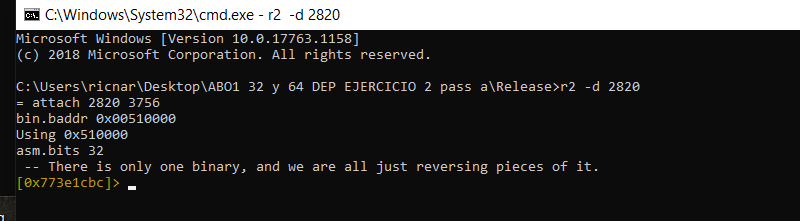 C:\Windows\System32\cmd.exe - r2  -d 2820
Microsoft Windows [Version 10.0.17763.1158]
(c) 2018 Microsoft Corporation. All rights reserved.
C:\Users\ricnar\Desktop\ABO1 32 y 64 DEP EJERCICIO 2 pass a\Release>r2 -d 2820
= attach 2820 3756
bin.baddr 0x00510000
Using 0x510000
asm.bits 32
 -- There is only one binary, and we are all just reversing pieces of it.
[0x773e1cbc]>